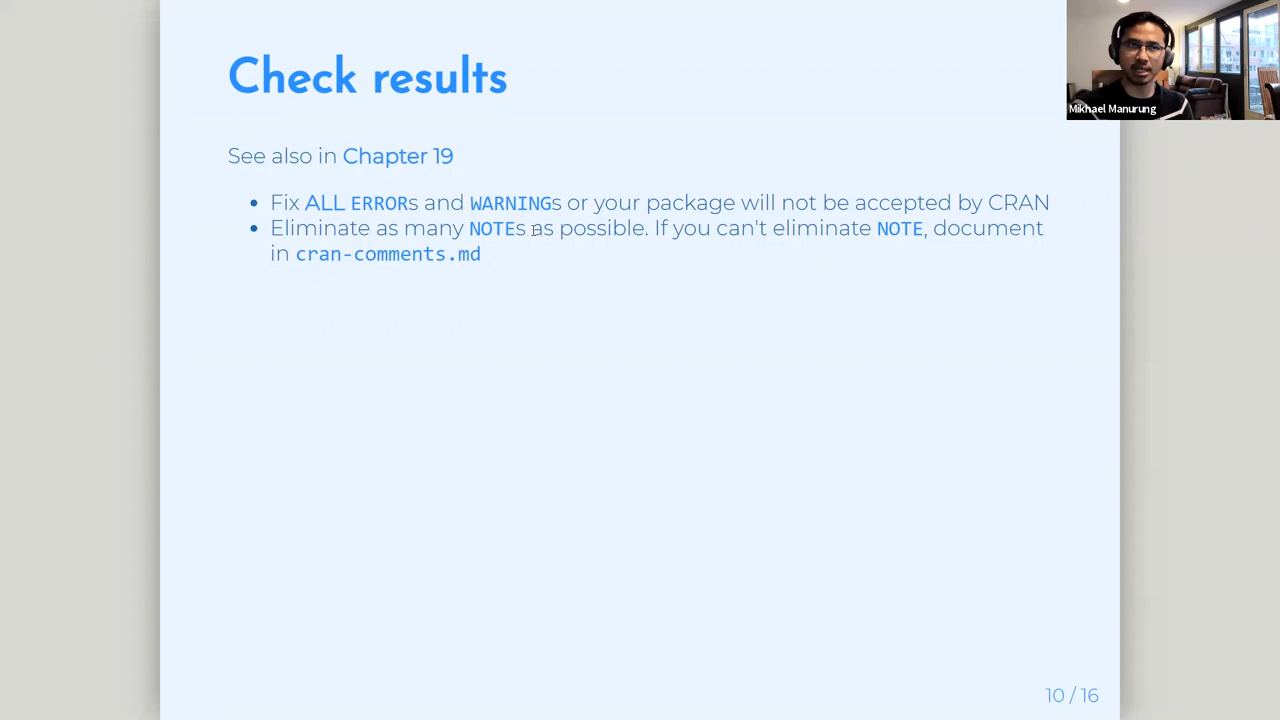 Check results
Mikhael Manurung
See also in Chapter 19
• Fix ALL ERRORs and WARNINGs or your package will not be accepted by CRAN
• Eliminate as many NOTEs as possible. If you can't eliminate NOTE, document
in cran-comments.md
10 / 16